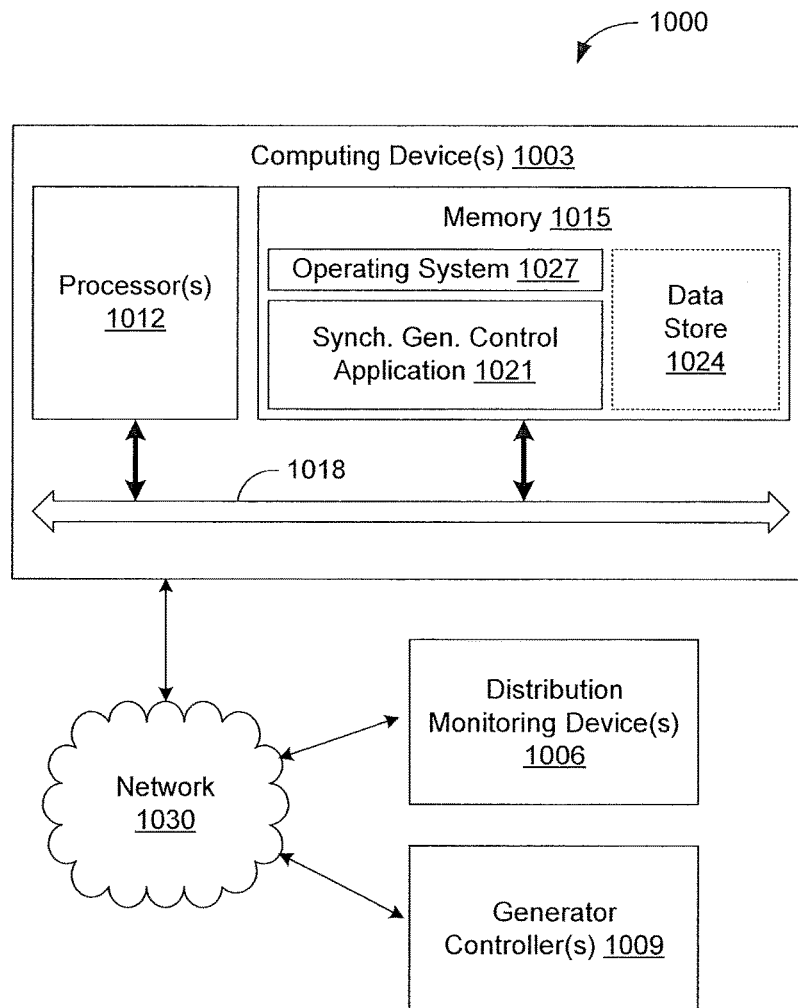 1000
Computing Device(s) 1003
Processor(s)
1012
Memory 1015
Operating System 1027
Synch. Gen. Control
Application 1021
Data
Store
1024
1018
Network
1030
Distribution
Monitoring Device(s)
1006
Generator
Controller(s) 1009